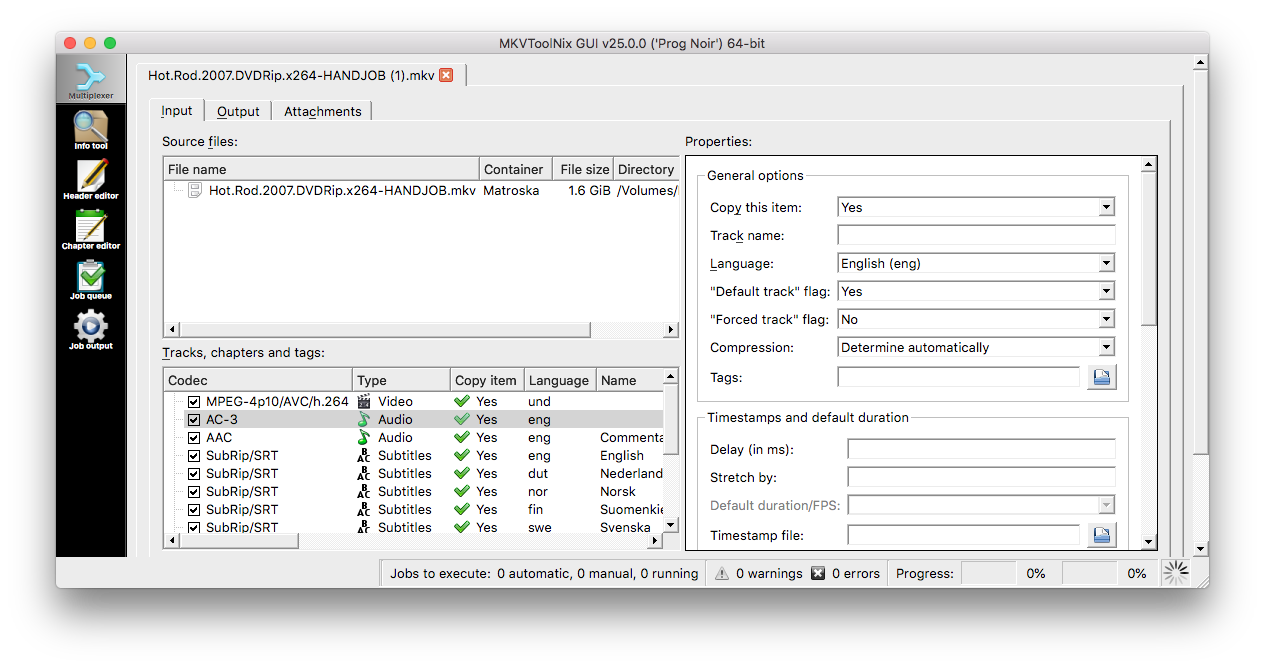 MKVToolNix GUI v25.0.0 ('Prog Noir') 64-bit
Multiplexer
Info tool
Header editor
Chapter editor
Job queue
Job output
Hot.Rod.2007.DVDRip.x264-HANDJOB (1).mkv
Input Output Attachments
Source files:
File name Container File size Directory
Hot.Rod.2007.DVDRip.x264-HANDJOB.mkv Matroska 1.6 GiB /Volumes/
Tracks, chapters and tags:
Codec Type Copy item Language Name
MPEG-4p10/AVC/h.264 Video Yes und
AC-3 Audio Yes eng
AAC Audio Yes eng Commenta
SubRip/SRT Subtitles Yes eng English
SubRip/SRT Subtitles Yes dut Nederland
SubRip/SRT Subtitles Yes nor Norsk
SubRip/SRT Subtitles Yes fin Suomenkie
SubRip/SRT Subtitles Yes swe Svenska
Properties:
General options
Copy this item: Yes
Track name:
Language: English (eng)
"Default track" flag: Yes
"Forced track" flag: No
Compression: Determine automatically
Tags:
Timestamps and default duration
Delay (in ms):
Stretch by:
Default duration/FPS:
Timestamp file:
Jobs to execute: 0 automatic, 0 manual, 0 running 0 warnings 0 errors Progress: 0% 0%